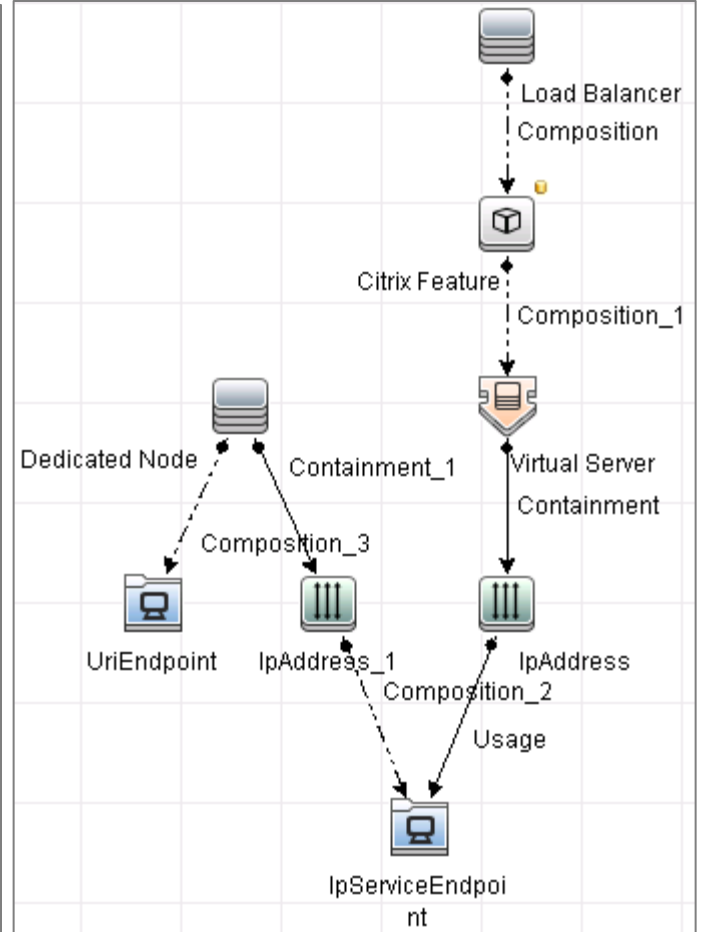 Load Balancer
Composition
Citrix Feature
Composition_1
Dedicated Node
Containment_1
Virtual Server
Containment
Composition_3
UriEndpoint
IpAddress_1
IpAddress
Composition_2
Usage
IpServiceEndpoi
nt